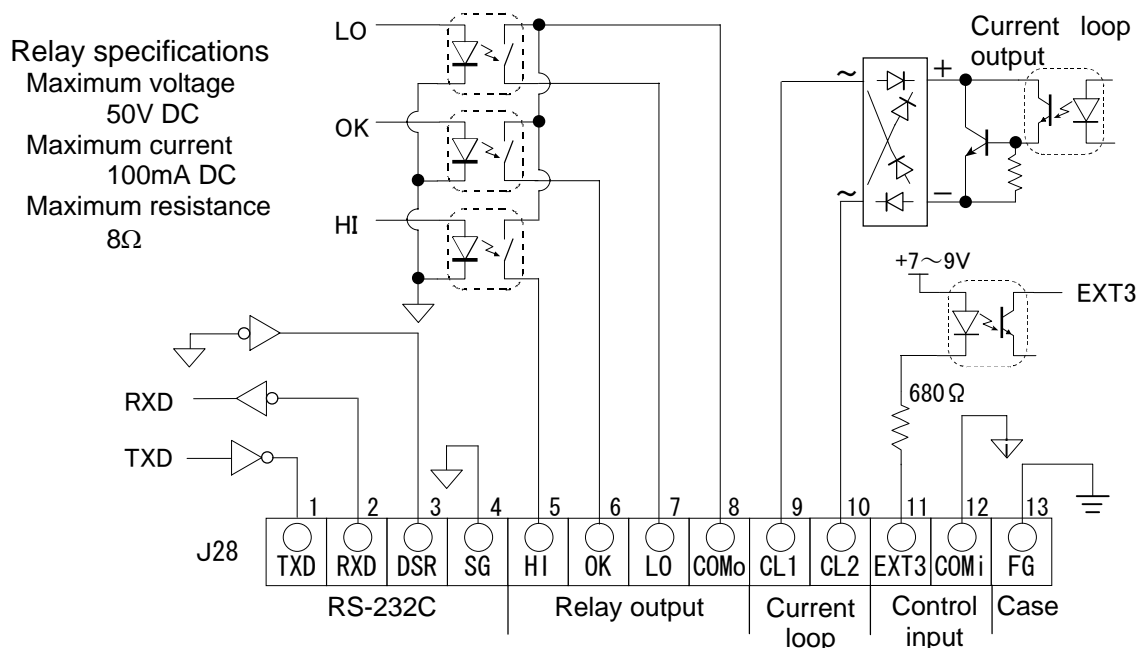 Relay specifications
Maximum voltage
50V DC
Maximum current
100mA DC
Maximum resistance
8Ω
LO
OK
HI
Current loop
output
~
+
~
−
+7～9V
EXT3
680Ω
RXD
TXD
i
1 2 3 4 5 6 7 8 9 10 11 12 13
J28
TXD RXD DSR SG HI OK LO COMo CL1 CL2 EXT3 COMi FG
RS-232C Relay output Current Control Case
loop input